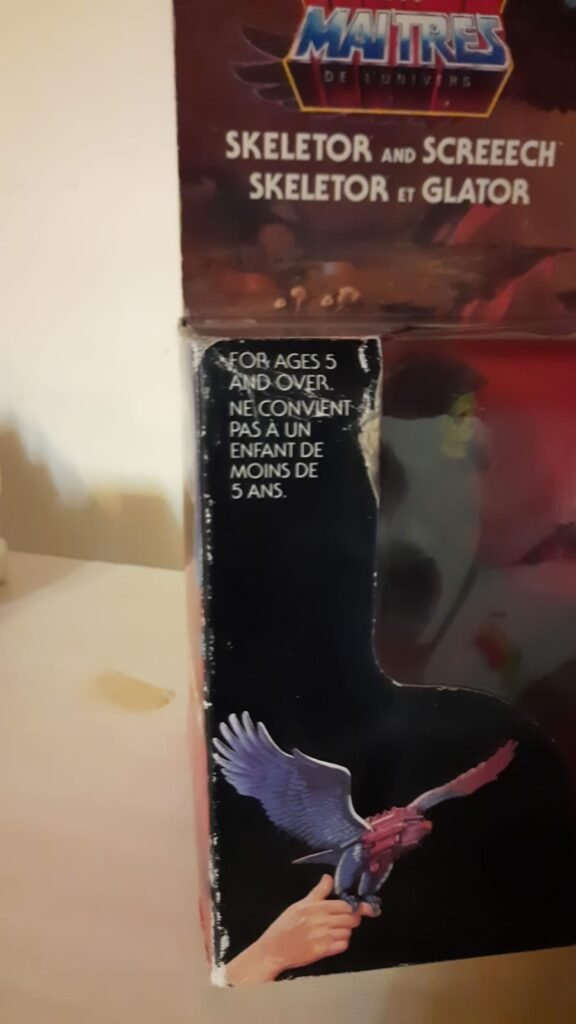 MAITRES
DE L'UNIVERS
SKELETOR AND SCREEECH
SKELETOR ET GLATOR
FOR AGES 5
AND OVER.
NE CONVIENT
PAS À UN
ENFANT DE
MOINS DE
5 ANS.